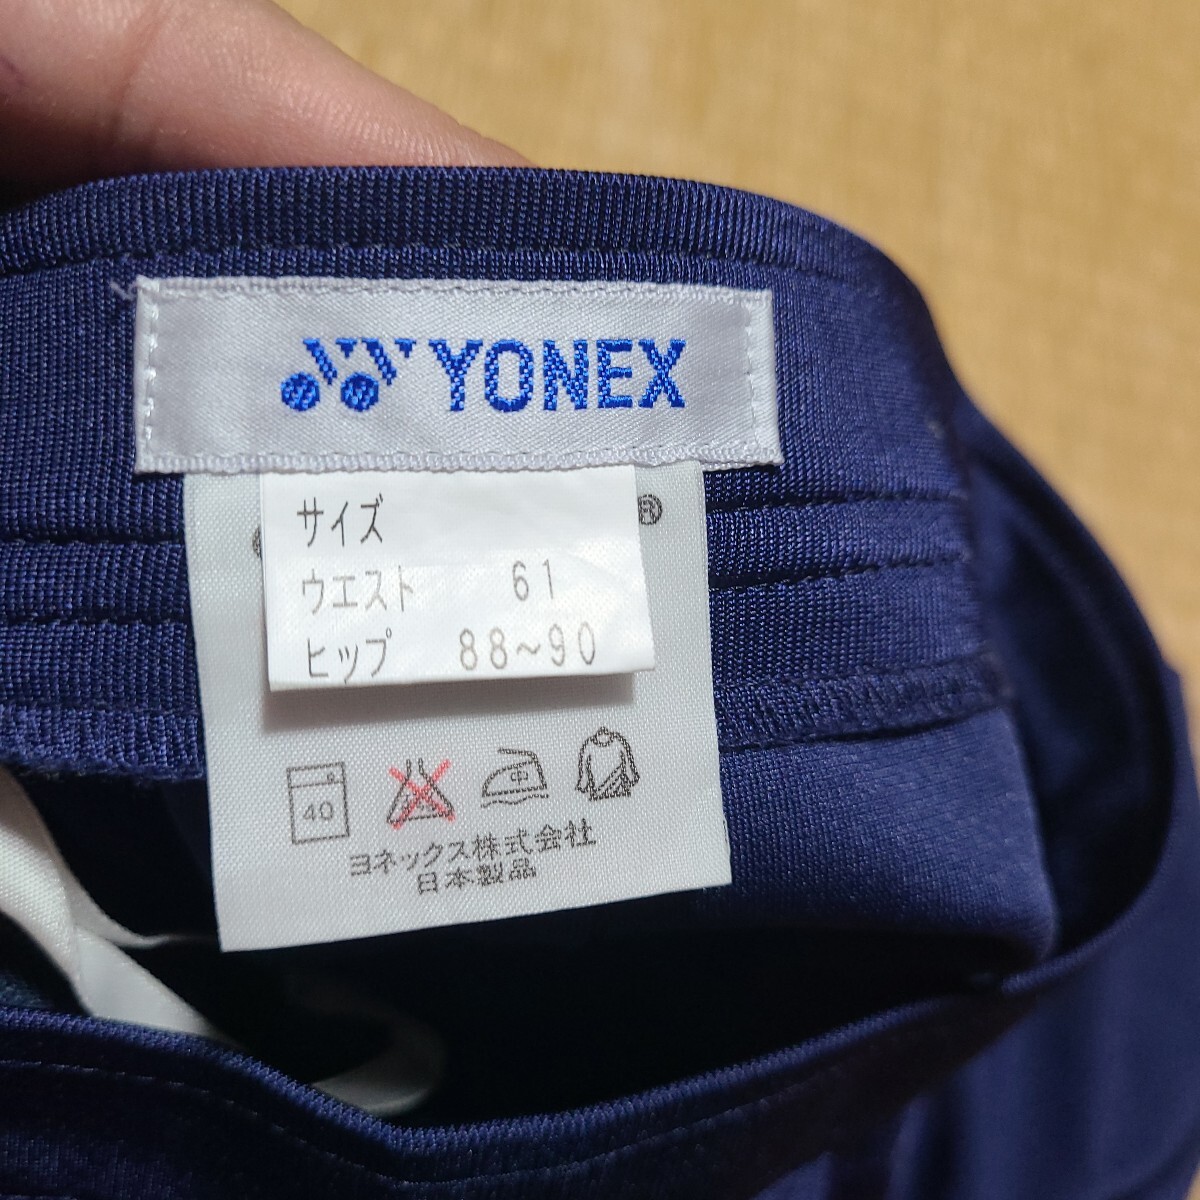 YONEX
サイズ
®
ウエスト 61
ヒップ 88~90
40
中
ヨネックス株式会社
日本製品